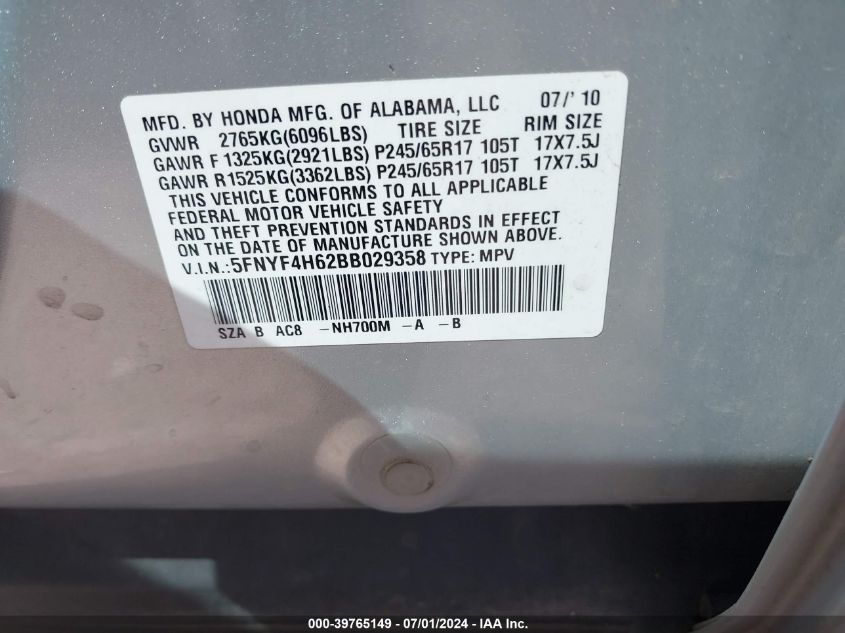 MFD. BY HONDA MFG. OF ALABAMA, LLC 07/' 10
GVWR 2765KG(6096LBS) TIRE SIZE RIM SIZE
GAWR F 1325KG(2921LBS) P245/65R17 105T 17X7.5J
GAWR R1525KG(3362LBS) P245/65R17 105T 17X7.5J
THIS VEHICLE CONFORMS TO ALL APPLICABLE
FEDERAL MOTOR VEHICLE SAFETY
AND THEFT PREVENTION STANDARDS IN EFFECT
ON THE DATE OF MANUFACTURE SHOWN ABOVE.
V.I.N.:5FNYF4H62BB029358 TYPE: MPV
SZA B AC8 -NH700M -A -B
000-39765149 - 07/01/2024 - IAA Inc.